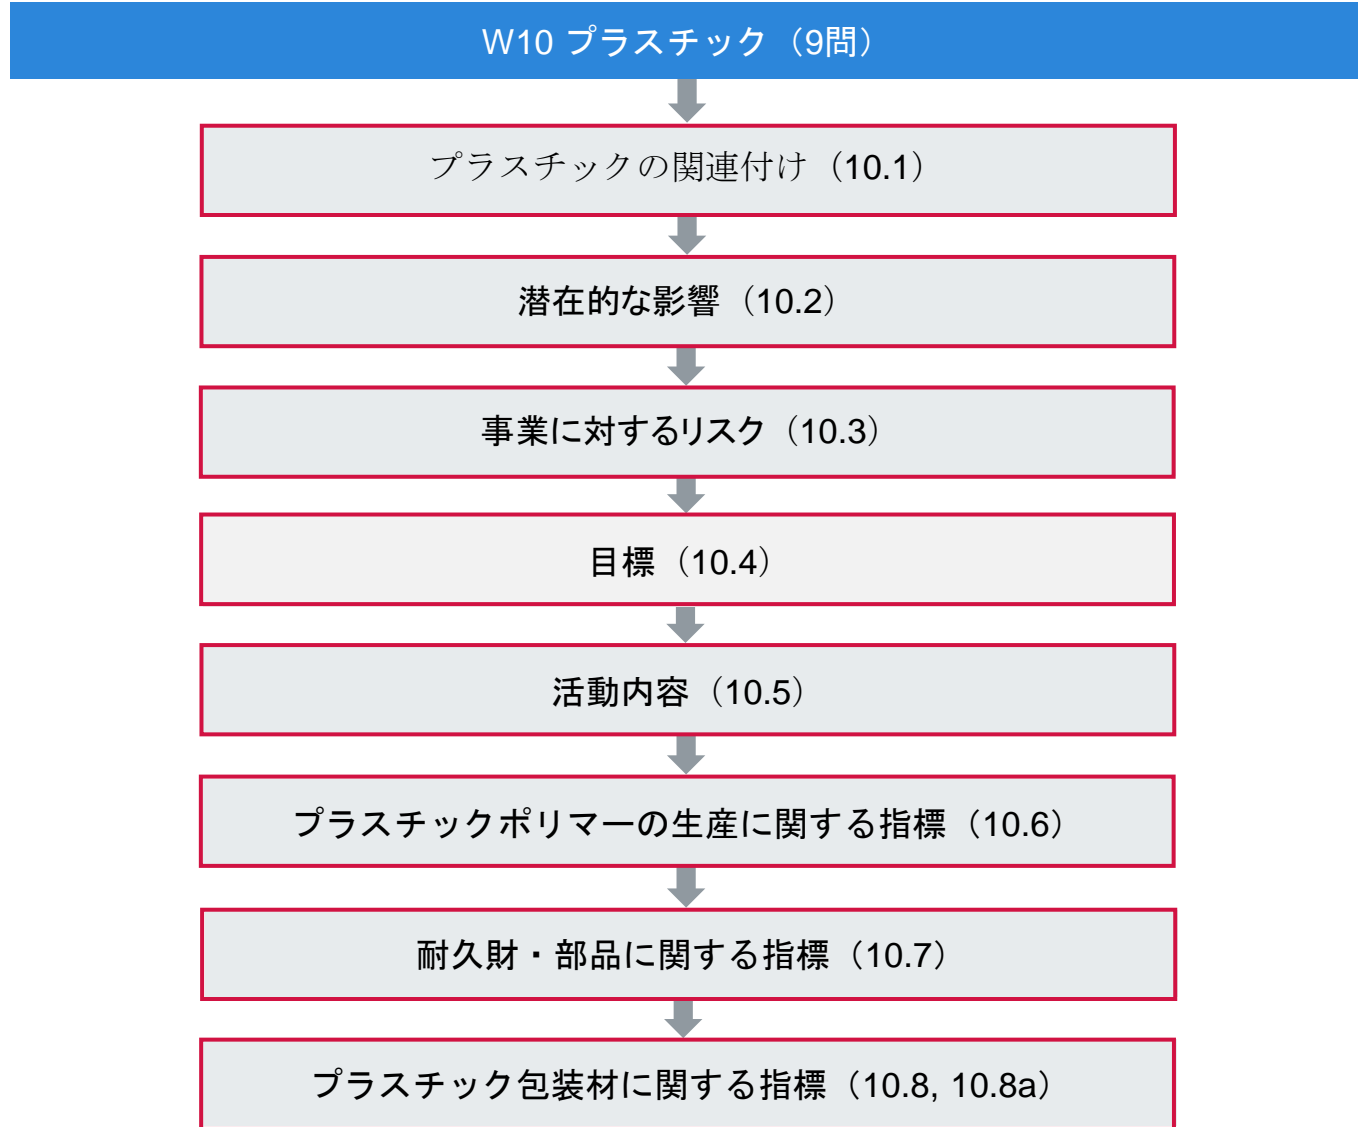 W10 プラスチック（9問）
プラスチックの関連付け（10.1）
潜在的な影響（10.2）
事業に対するリスク（10.3）
目標（10.4）
活動内容（10.5）
プラスチックポリマーの生産に関する指標（10.6）
耐久財・部品に関する指標（10.7）
プラスチック包装材に関する指標（10.8, 10.8a）